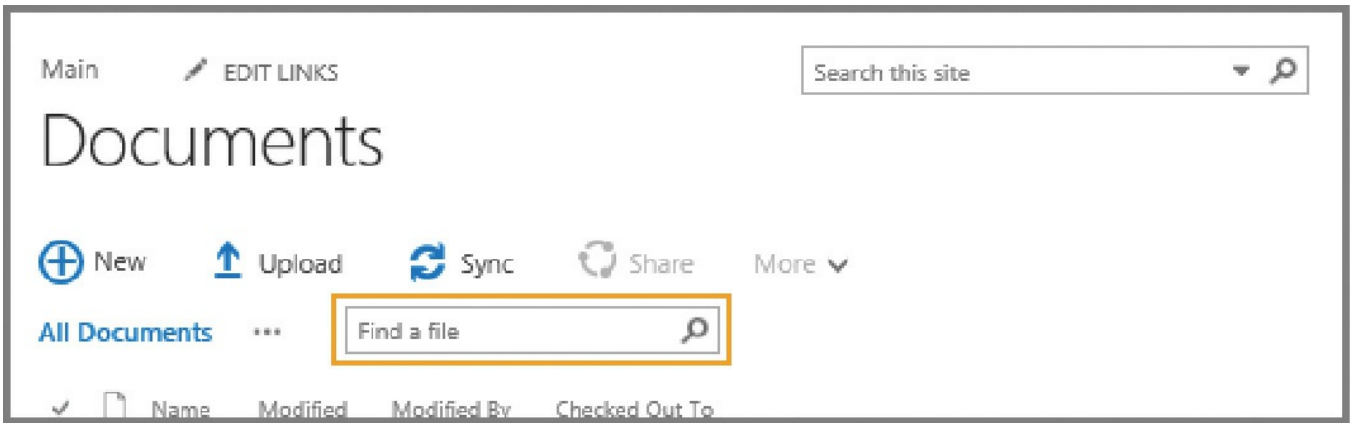 Main EDIT LINKS Search this site
Documents
New Upload Sync Share More
All Documents ... Find a file
Name Modified Modified By Checked Out To